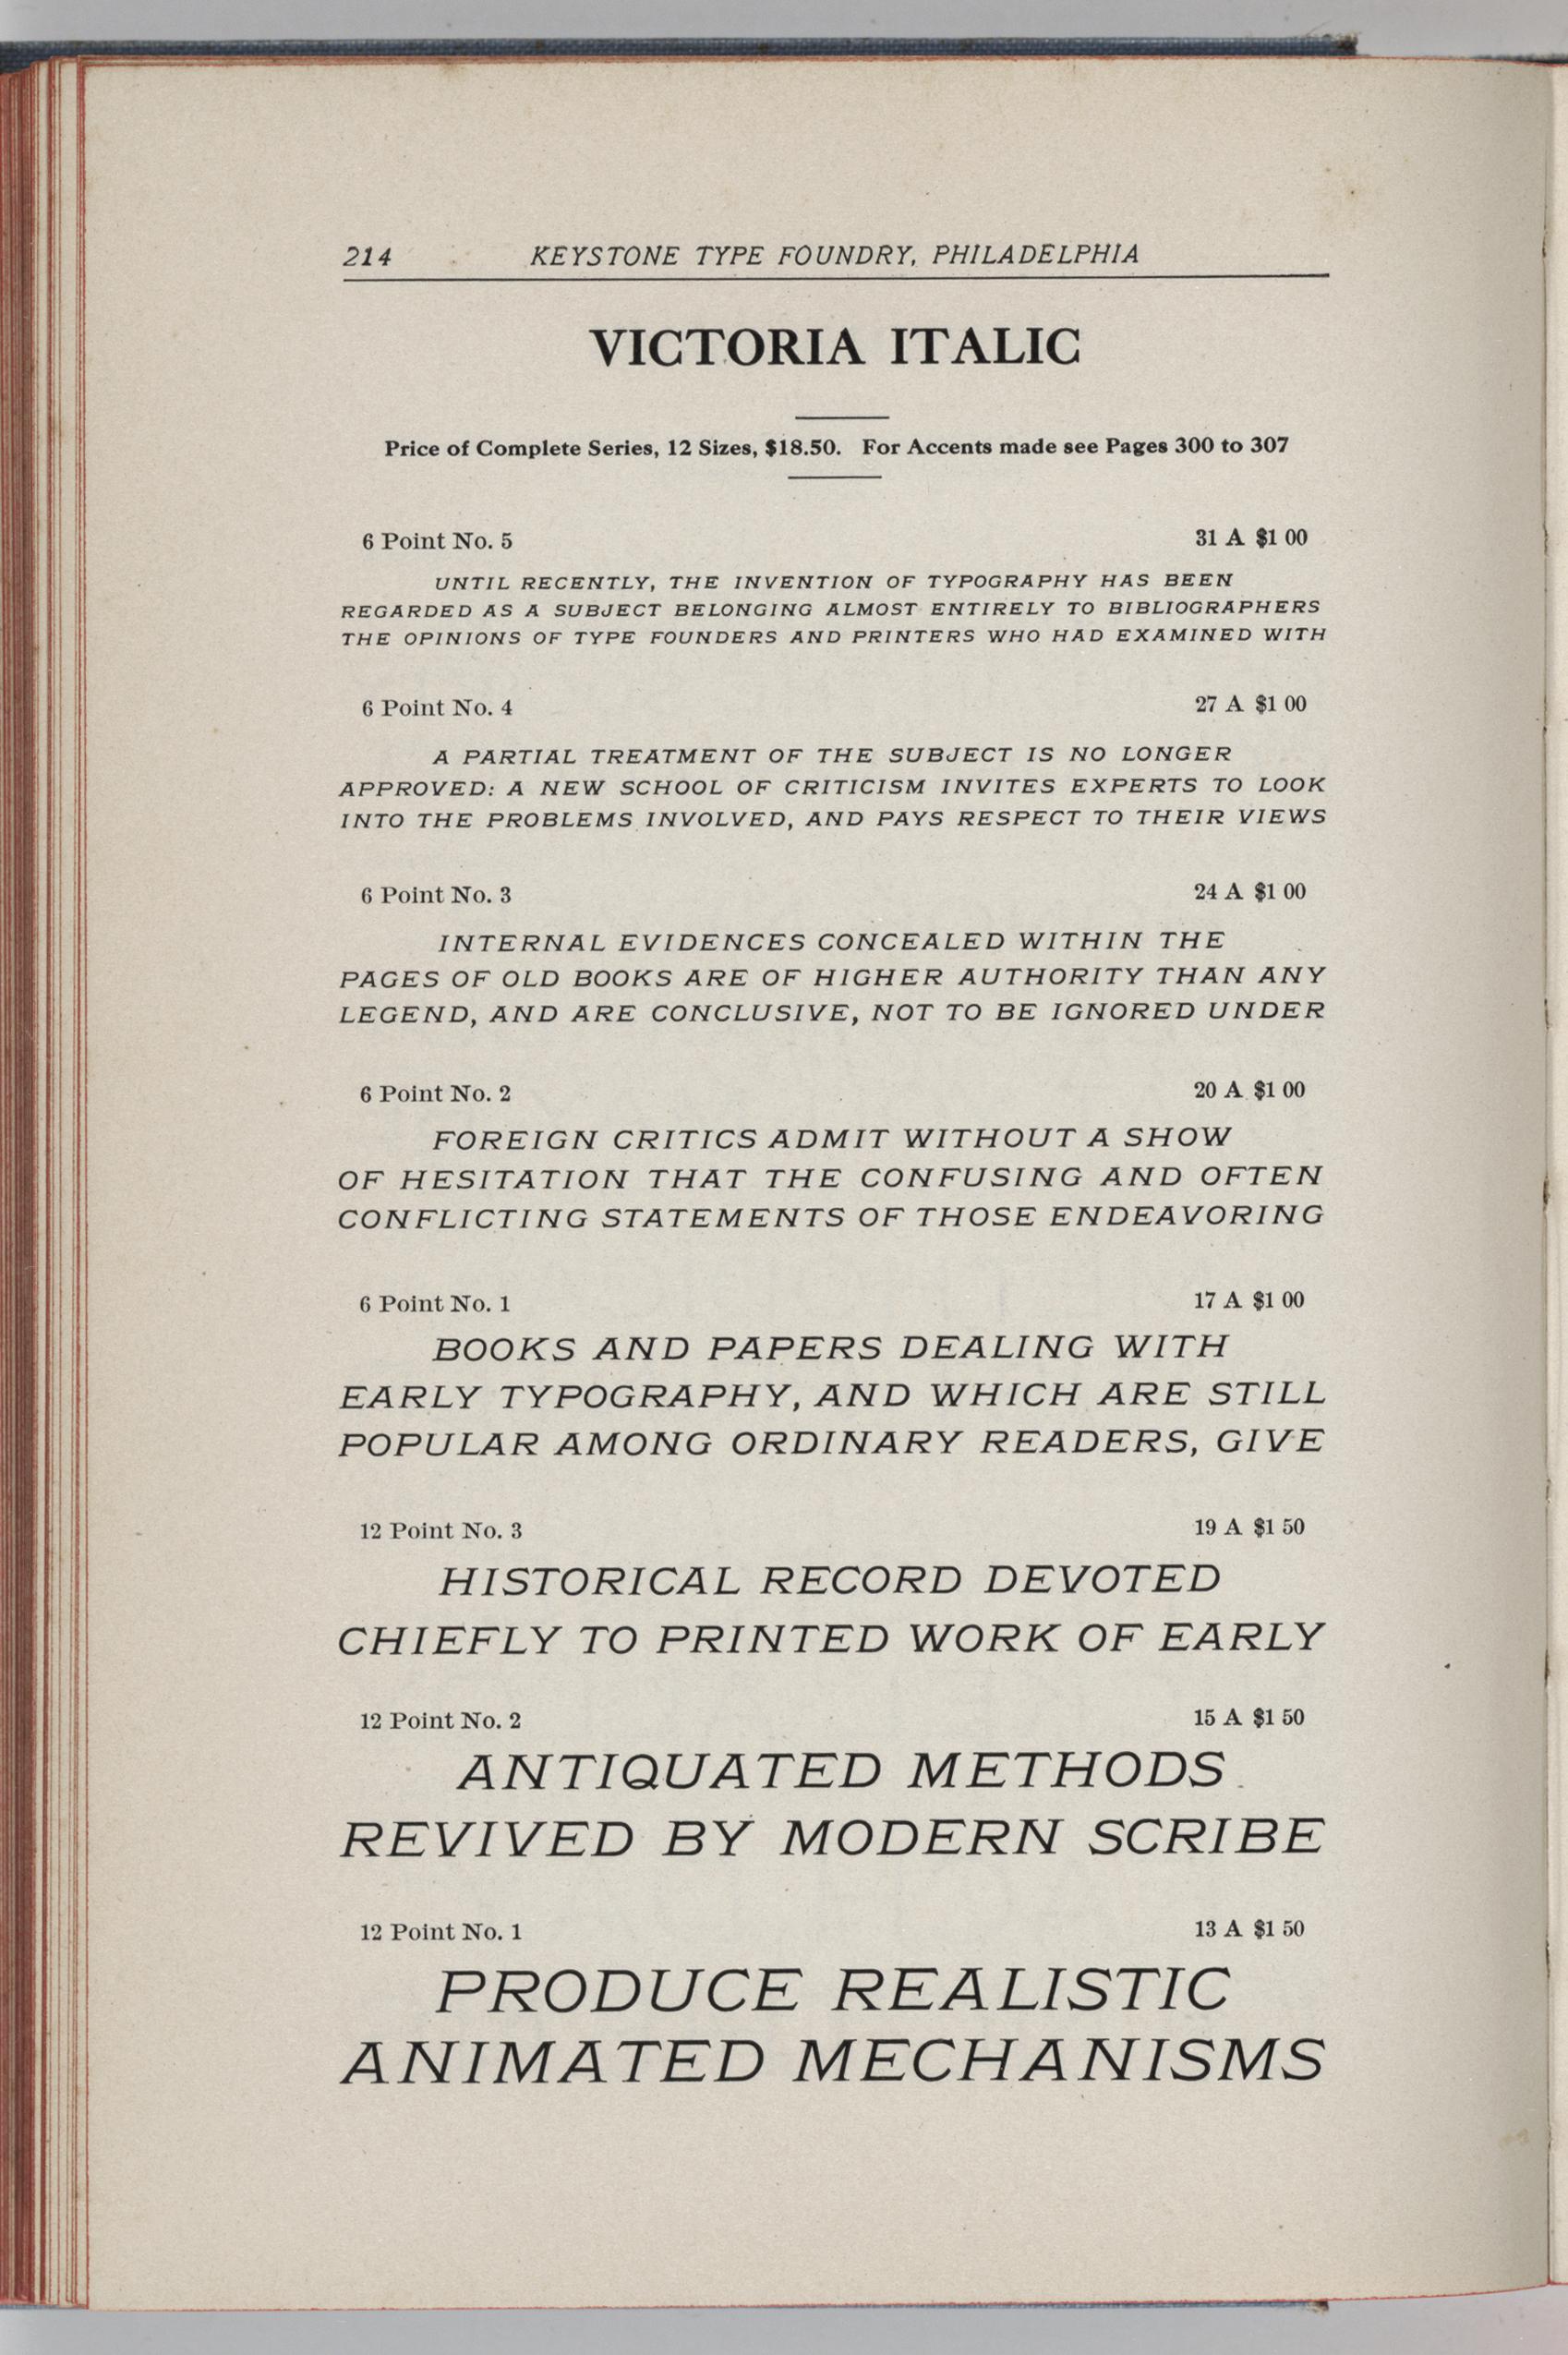 214 KEYSTONE TYPE FOUNDRY, PHILADELPHIA
VICTORIA ITALIC
Price of Complete Series, 12 Sizes, $18.50. For Accents made see Pages 300 to 307
6 Point No. 5 31 A $1 00
UNTIL RECENTLY, THE INVENTION OF TYPOGRAPHY HAS BEEN
REGARDED AS A SUBJECT BELONGING ALMOST ENTIRELY TO BIBLIOGRAPHERS
THE OPINIONS OF TYPE FOUNDERS AND PRINTERS WHO HAD EXAMINED WITH
6 Point No. 4 27 A $1 00
A PARTIAL TREATMENT OF THE SUBJECT IS NO LONGER
APPROVED: A NEW SCHOOL OF CRITICISM INVITES EXPERTS TO LOOK
INTO THE PROBLEMS INVOLVED, AND PAYS RESPECT TO THEIR VIEWS
6 Point No. 3 24 A $1 00
INTERNAL EVIDENCES CONCEALED WITHIN THE
PAGES OF OLD BOOKS ARE OF HIGHER AUTHORITY THAN ANY
LEGEND, AND ARE CONCLUSIVE, NOT TO BE IGNORED UNDER
6 Point No. 2 20 A $1 00
FOREIGN CRITICS ADMIT WITHOUT A SHOW
OF HESITATION THAT THE CONFUSING AND OFTEN
CONFLICTING STATEMENTS OF THOSE ENDEAVORING
6 Point No. 1 17 A $1 00
BOOKS AND PAPERS DEALING WITH
EARLY TYPOGRAPHY, AND WHICH ARE STILL
POPULAR AMONG ORDINARY READERS, GIVE
12 Point No. 3 19 A $1 50
HISTORICAL RECORD DEVOTED
CHIEFLY TO PRINTED WORK OF EARLY
12 Point No. 2 15 A $1 50
ANTIQUATED METHODS
REVIVED BY MODERN SCRIBE
12 Point No. 1 13 A $1 50
PRODUCE REALISTIC
ANIMATED MECHANISMS